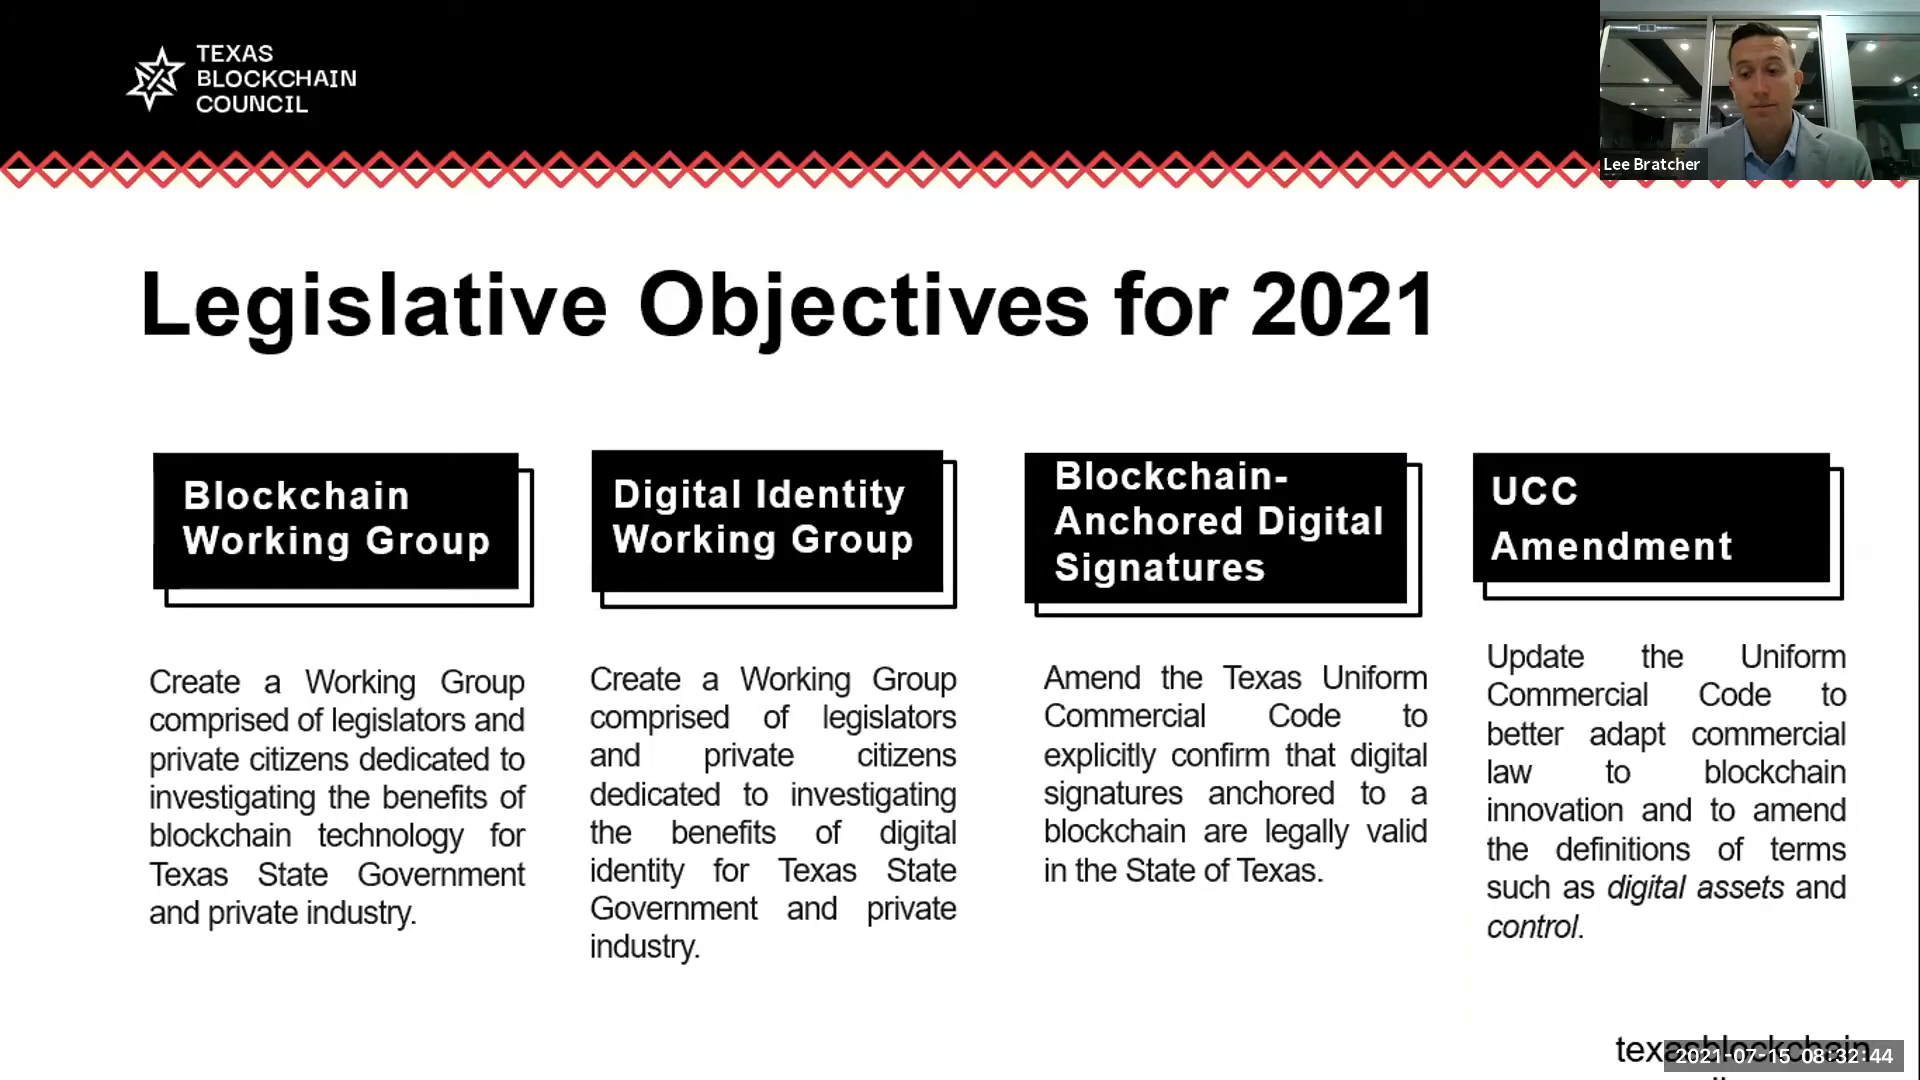 TEXAS
BLOCKCHAIN
COUNCIL
Lee Bratcher
Legislative Objectives for 2021
Blockchain
Working Group
Create a Working Group
comprised of legislators and
private citizens dedicated to
investigating the benefits of
blockchain technology for
Texas State Government
and private industry.
Digital Identity
Working Group
Create a Working Group
comprised of legislators
and private citizens
dedicated to investigating
the benefits of digital
identity for Texas State
Government and private
industry.
Blockchain-
Anchored Digital
Signatures
Amend the Texas Uniform
Commercial Code to
explicitly confirm that digital
signatures anchored to a
blockchain are legally valid
in the State of Texas.
UCC
Amendment
Update the Uniform
Commercial Code to
better adapt commercial
law to blockchain
innovation and to amend
the definitions of terms
such as digital assets and
control.
texasblockchain
2021-07-15 08:32:44